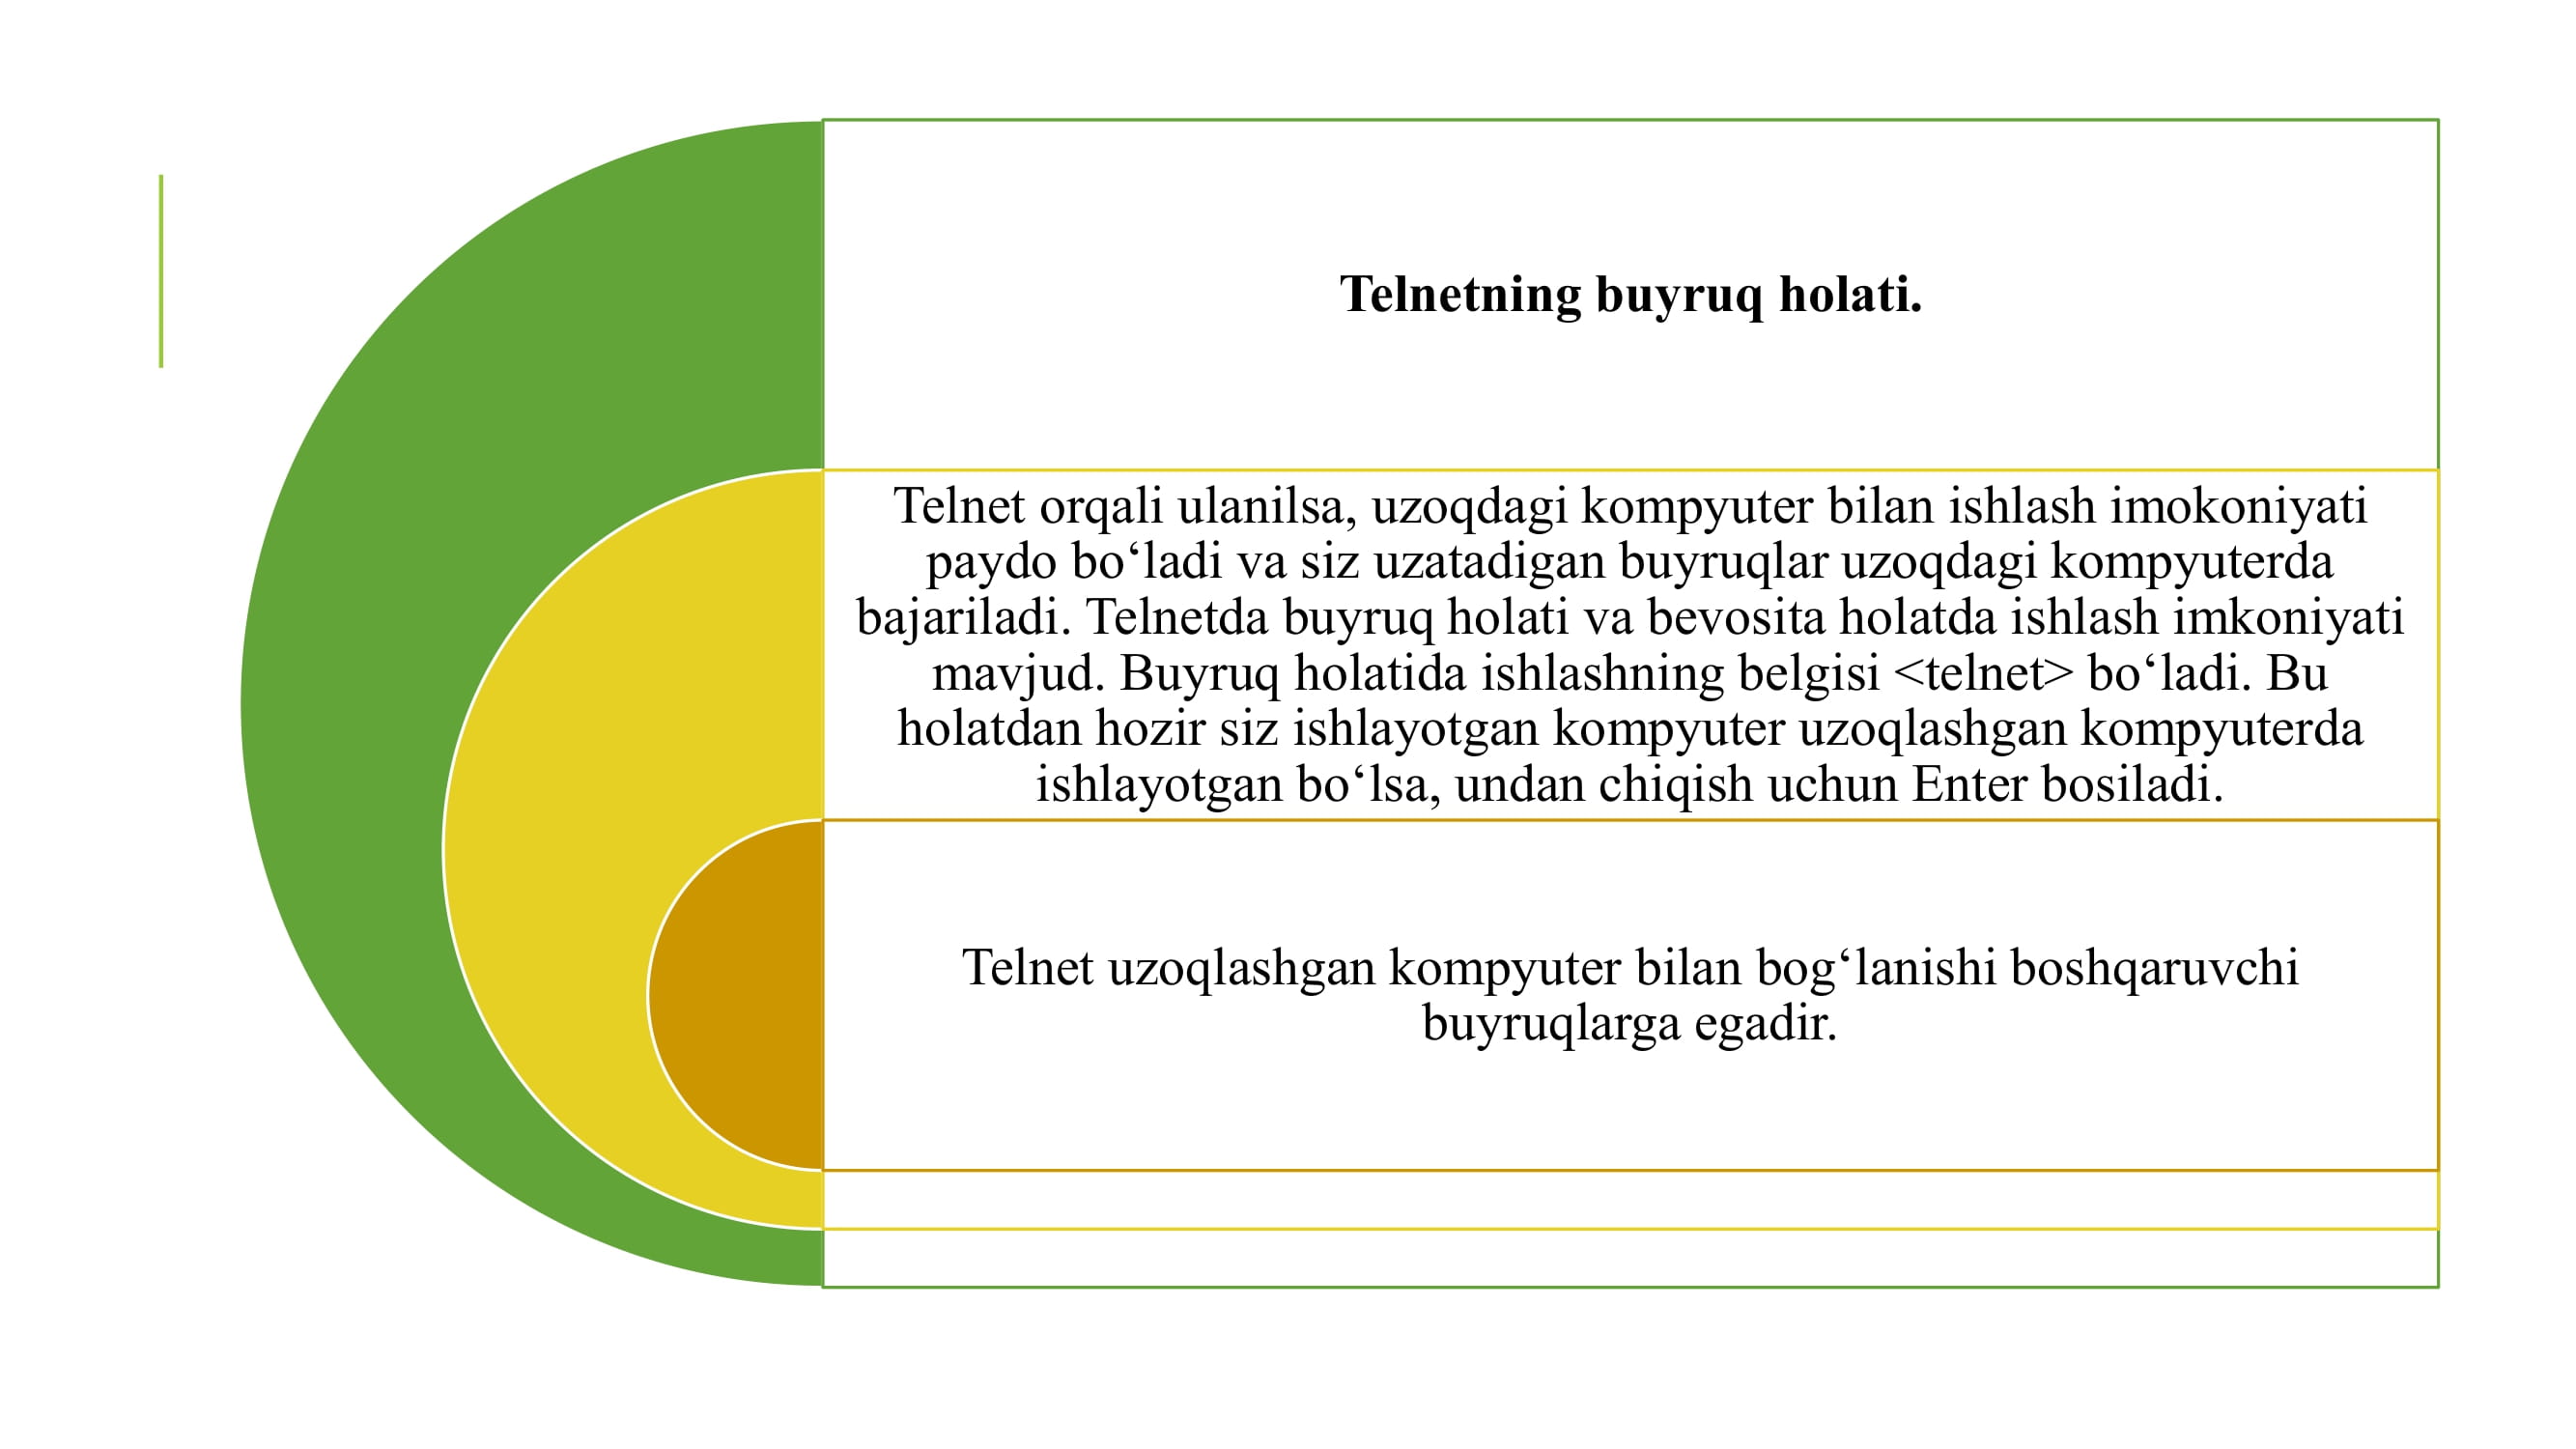 Telnetning buyruq holati.
Telnet orqali ulanilsa, uzoqdagi kompyuter bilan ishlash imokoniyati
paydo bo‘ladi va siz uzatadigan buyruqlar uzoqdagi kompyuterda
bajariladi. Telnetda buyruq holati va bevosita holatda ishlash imkoniyati
mavjud. Buyruq holatida ishlashning belgisi <telnet> bo‘ladi. Bu
holatdan hozir siz ishlayotgan kompyuter uzoqlashgan kompyuterda
ishlayotgan bo‘lsa, undan chiqish uchun Enter bosiladi.
Telnet uzoqlashgan kompyuter bilan bog‘lanishi boshqaruvchi
buyruqlarga egadir.